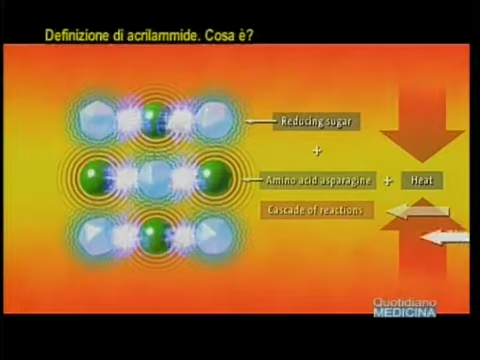 Definizione di acrilammide. Cosa è?
Reducing sugar
+
Amino acid asparagine + Heat
Cascade of reactions
Quotidiano
MEDICINA